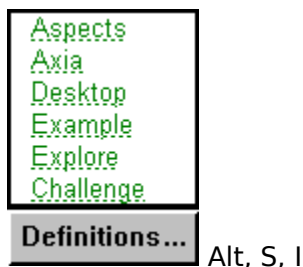 Aspects
Axia
Desktop
Example
Explore
Challenge
Definitions... Alt, S, I